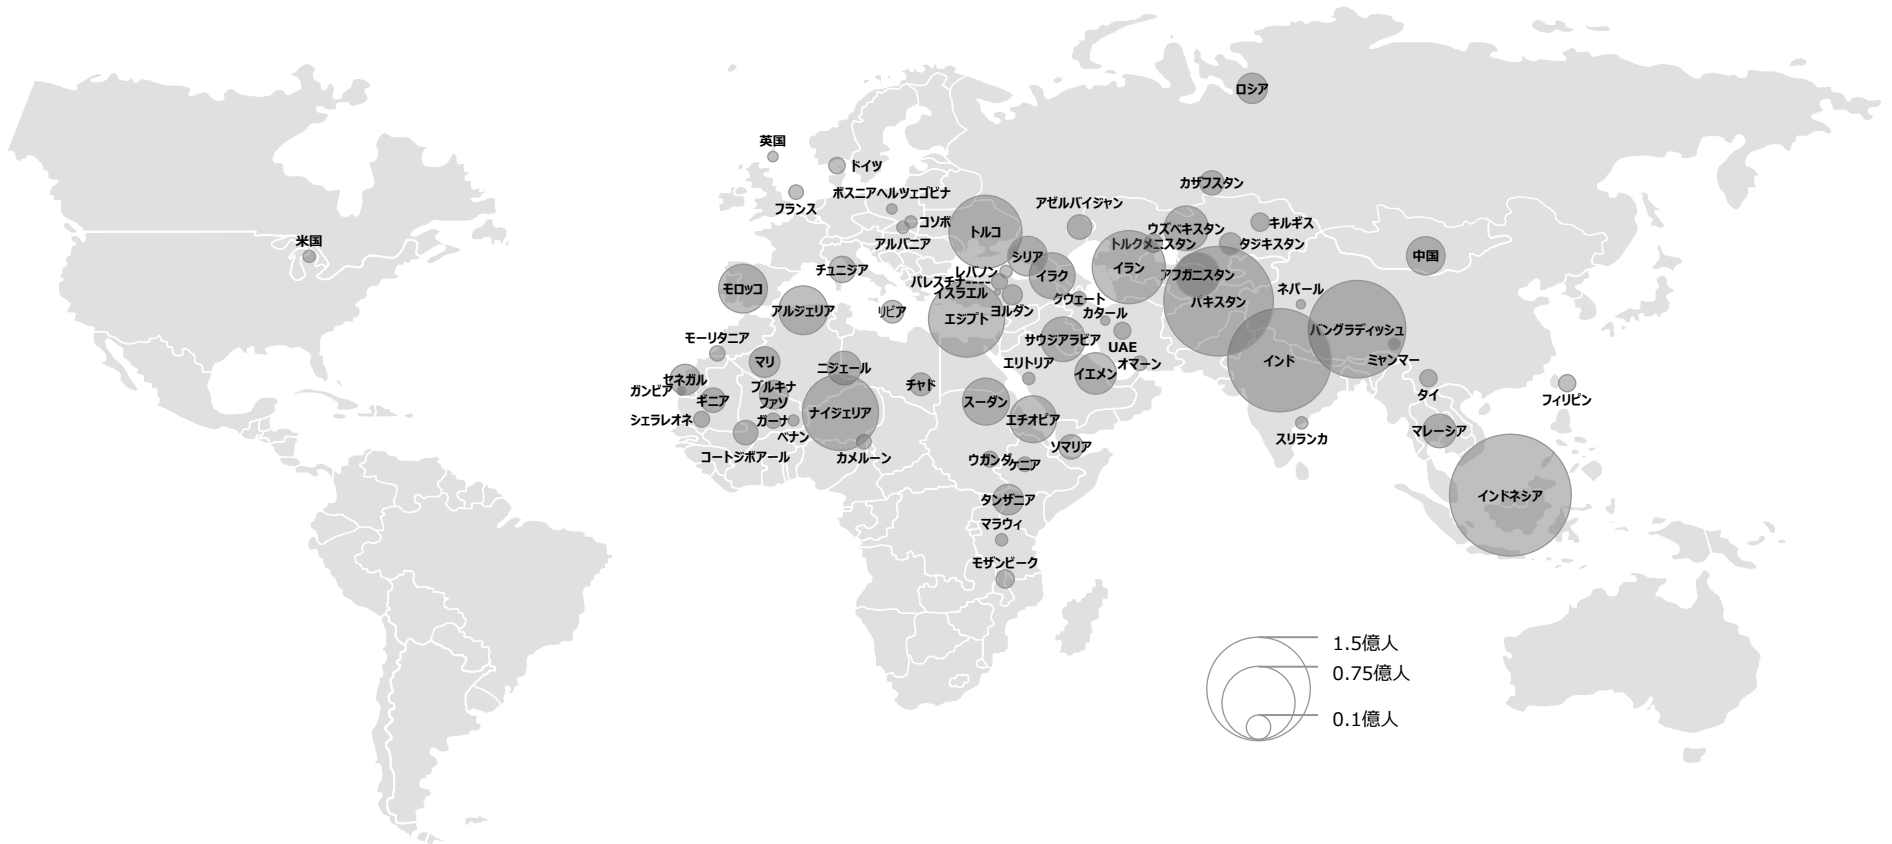 ロシア
英国
ドイツ
カザフスタン
ボスニアヘルツェゴビナ
フランス
アゼルバイジャン
コソボ
キルギス
ウズベキスタン
トルコ
米国
アルバニア
トルクメニスタン
タジキスタン
シリア
中国
チュニジア
レバノン
イラン
イラク
アフガニスタン
パレスチナ----
モロッコ
イスラエル
ネパール
クウェート
パキスタン
アルジェリア
リビア
ヨルダン
カタール
エジプト
バングラディッシュ
モーリタニア
サウジアラビア
UAE
マリ
エリトリア
オマーン
インド
ミャンマー
ニジェール
イエメン
セネガル
チャド
ガンビア
ブルキナ
ファソ
タイ
ギニア
スーダン
フィリピン
ナイジェリア
シェラレオネ
ガーナ
エチオピア
マレーシア
ベナン
スリランカ
コートジボアール
カメルーン
ソマリア
ウガンダ
ケニア
タンザニア
インドネシア
マラウィ
モザンビーク
1.5億人
0.75億人
0.1億人